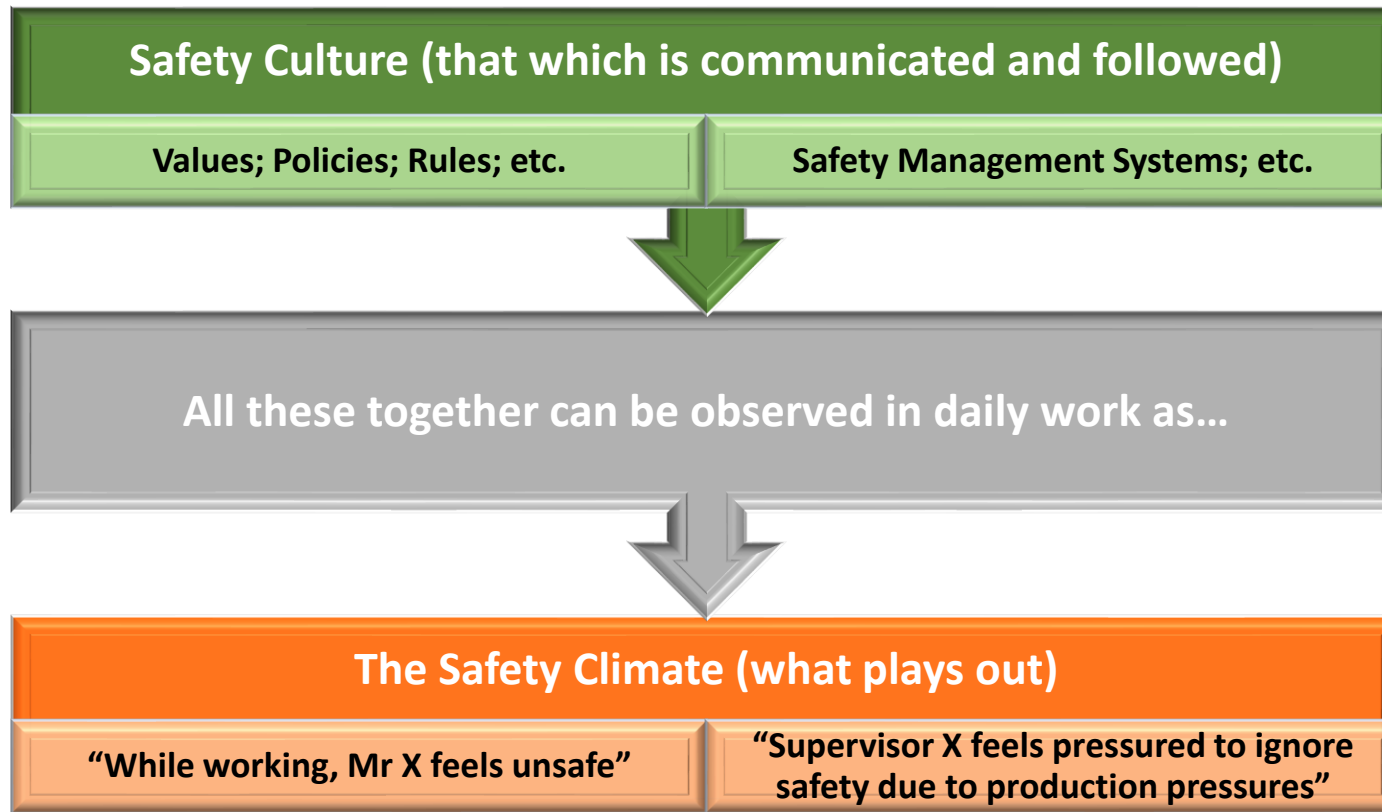 Safety Culture (that which is communicated and followed)
Values; Policies; Rules; etc.
Safety Management Systems; etc.
All these together can be observed in daily work as…
The Safety Climate (what plays out)
“While working, Mr X feels unsafe”
“Supervisor X feels pressured to ignore
safety due to production pressures”